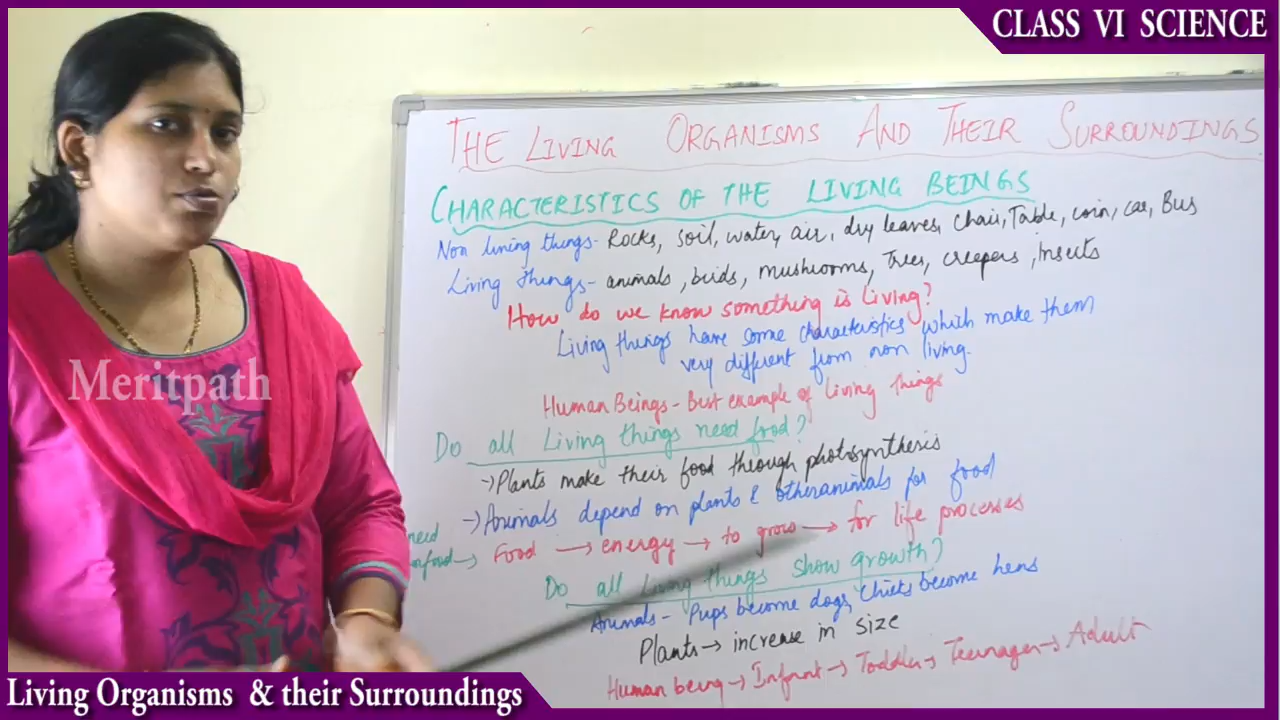 CLASS VI SCIENCE
THE LIVING ORGANISMS AND THEIR SURROUNDINGS
CHARACTERISTICS OF THE LIVING BEINGS
Non lining things- Rocks, soil, water, air, dry leaves, chair, Table, coin, car, Bus
Living things- animals, birds, mushrooms, Trees, creepers, Insects
How do we know something is Living?
Living things have some characteristics which make them
very different from non living.
Human Beings - Best example of living things
Do all Living things need food?
→Plants make their food through photosynthesis
→Animals depend on plants & otheranimals for food
need
food→ Food → energy → to grow → for life processes
Do all living things show growth?
Animals - Pups become dogs, Chicks become hens
Plants → increase in size
Human being → Infant → Toddler → Teenager → Adult
Meritpath
Living Organisms & their Surroundings